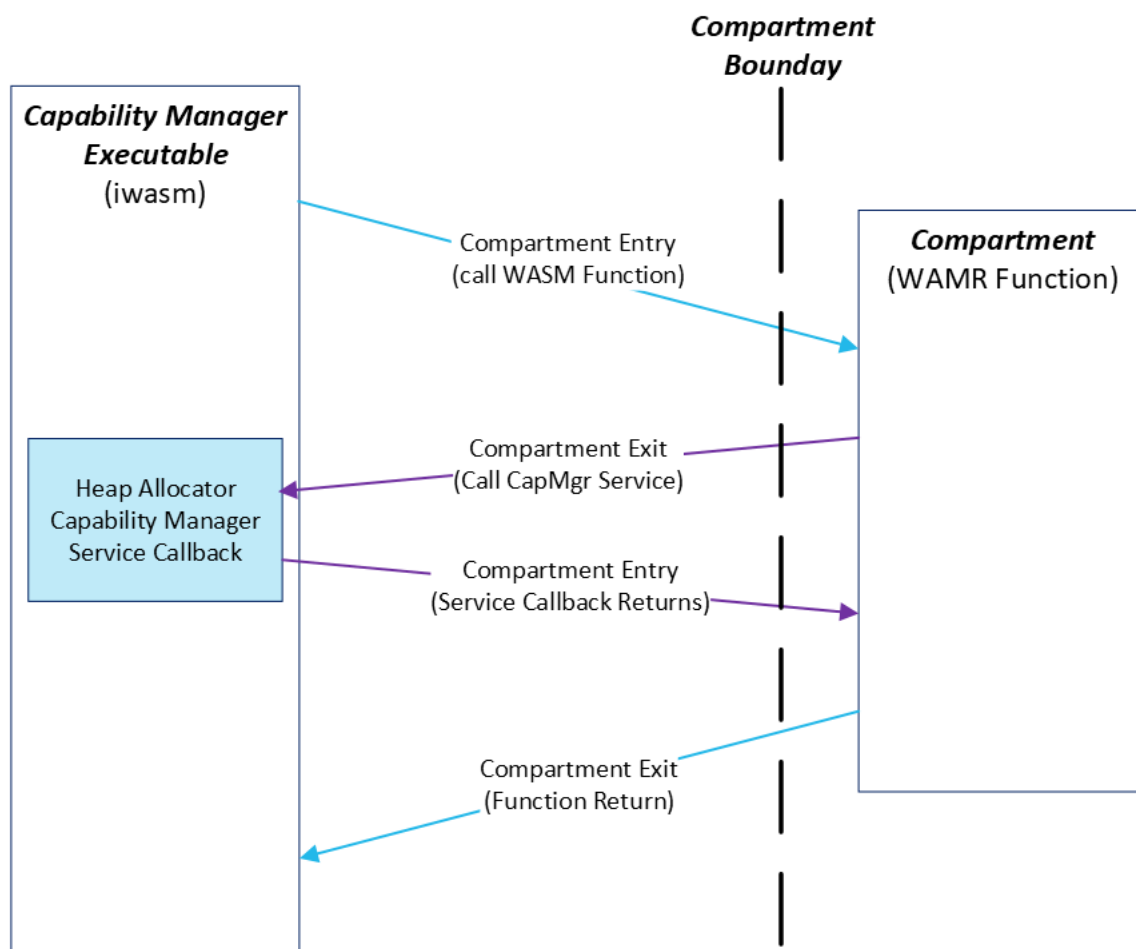 Compartment
Bounday
Capability Manager
Executable
(iwasm)
Compartment Entry
(call WASM Function)
Compartment
(WAMR Function)
Compartment Exit
(Call CapMgr Service)
Heap Allocator
Capability Manager
Service Callback
Compartment Entry
(Service Callback Returns)
Compartment Exit
(Function Return)